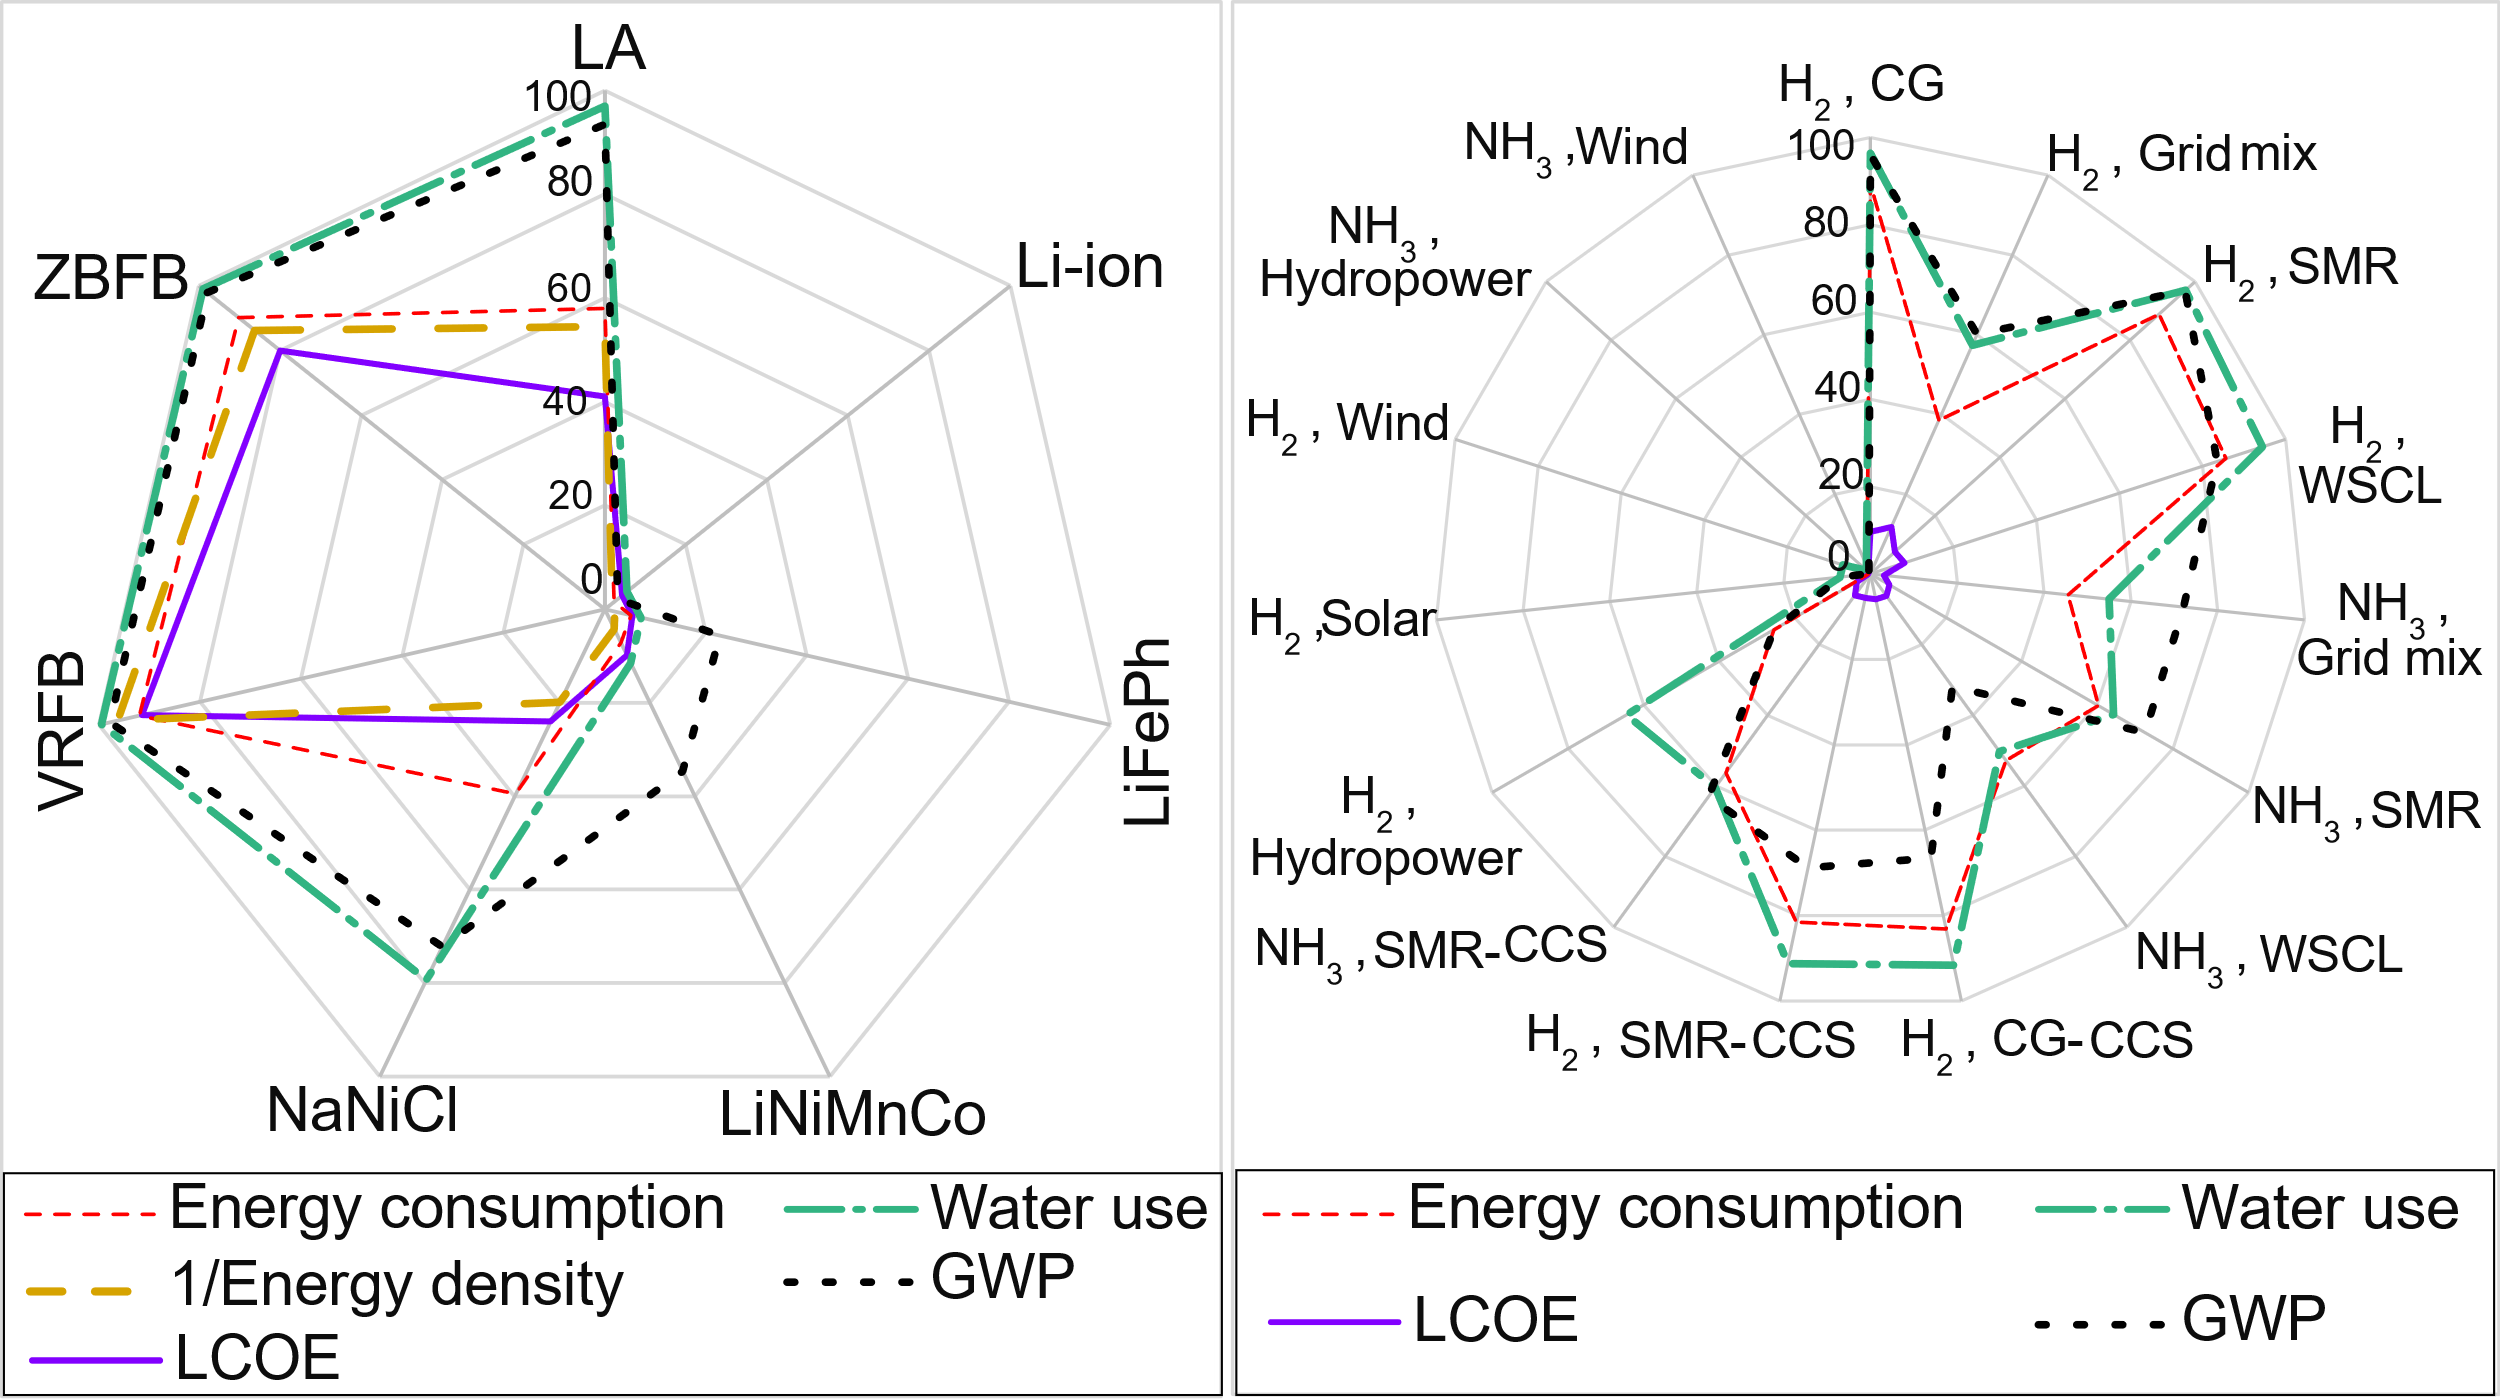 LA
100
80
60
40
20
0
Li-ion
LiFePh
LiNiMnCo
NaNiCl
VRFB
ZBFB
Energy consumption
Water use
1/Energy density
GWP
LCOE
H2 , CG
100
80
60
40
20
0
H2 , Grid mix
H2 , SMR
H2 ,
WSCL
NH3 ,
Grid mix
NH3 ,SMR
NH3 , WSCL
H2 , CG-CCS
H2 , SMR-CCS
NH3 ,SMR-CCS
H2 ,
Hydropower
H2 ,Solar
H2 , Wind
NH3 ,
Hydropower
NH3 ,Wind
Energy consumption
Water use
LCOE
GWP